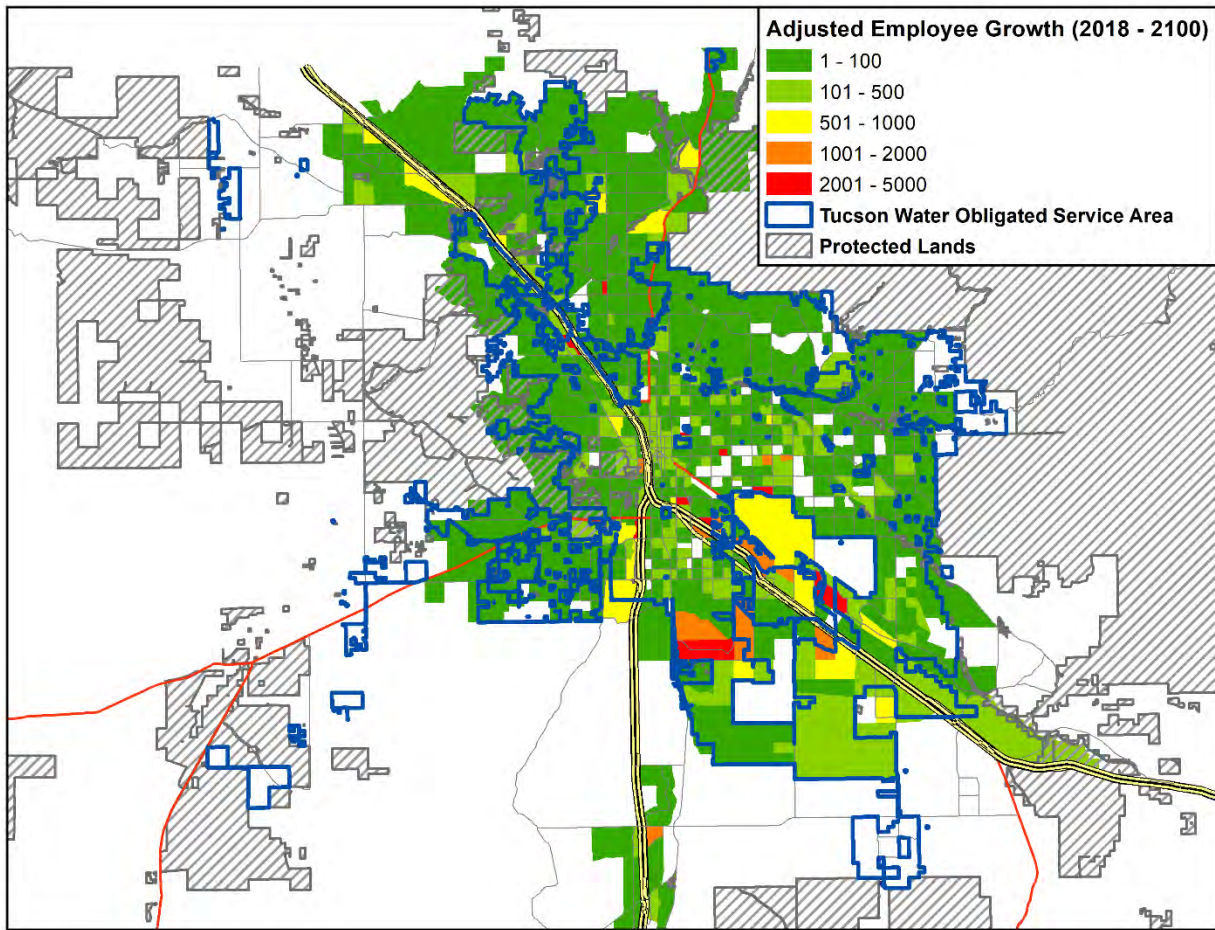 Adjusted Employee Growth (2018 - 2100)
1 - 100
101 - 500
501 - 1000
1001 - 2000
2001 - 5000
Tucson Water Obligated Service Area
Protected Lands